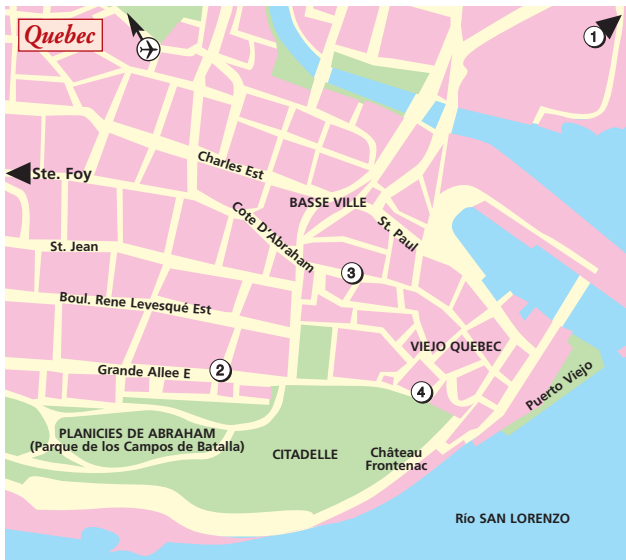 Quebec
1
Ste. Foy
Charles Est
BASSE VILLE
Cote D'Abraham
St. Paul
St. Jean
3
Boul. Rene Levesqué Est
VIEJO QUEBEC
Grande Allee E
2
4
Puerto Viejo
PLANICIES DE ABRAHAM
(Parque de los Campos de Batalla)
CITADELLE
Château
Frontenac
Río SAN LORENZO